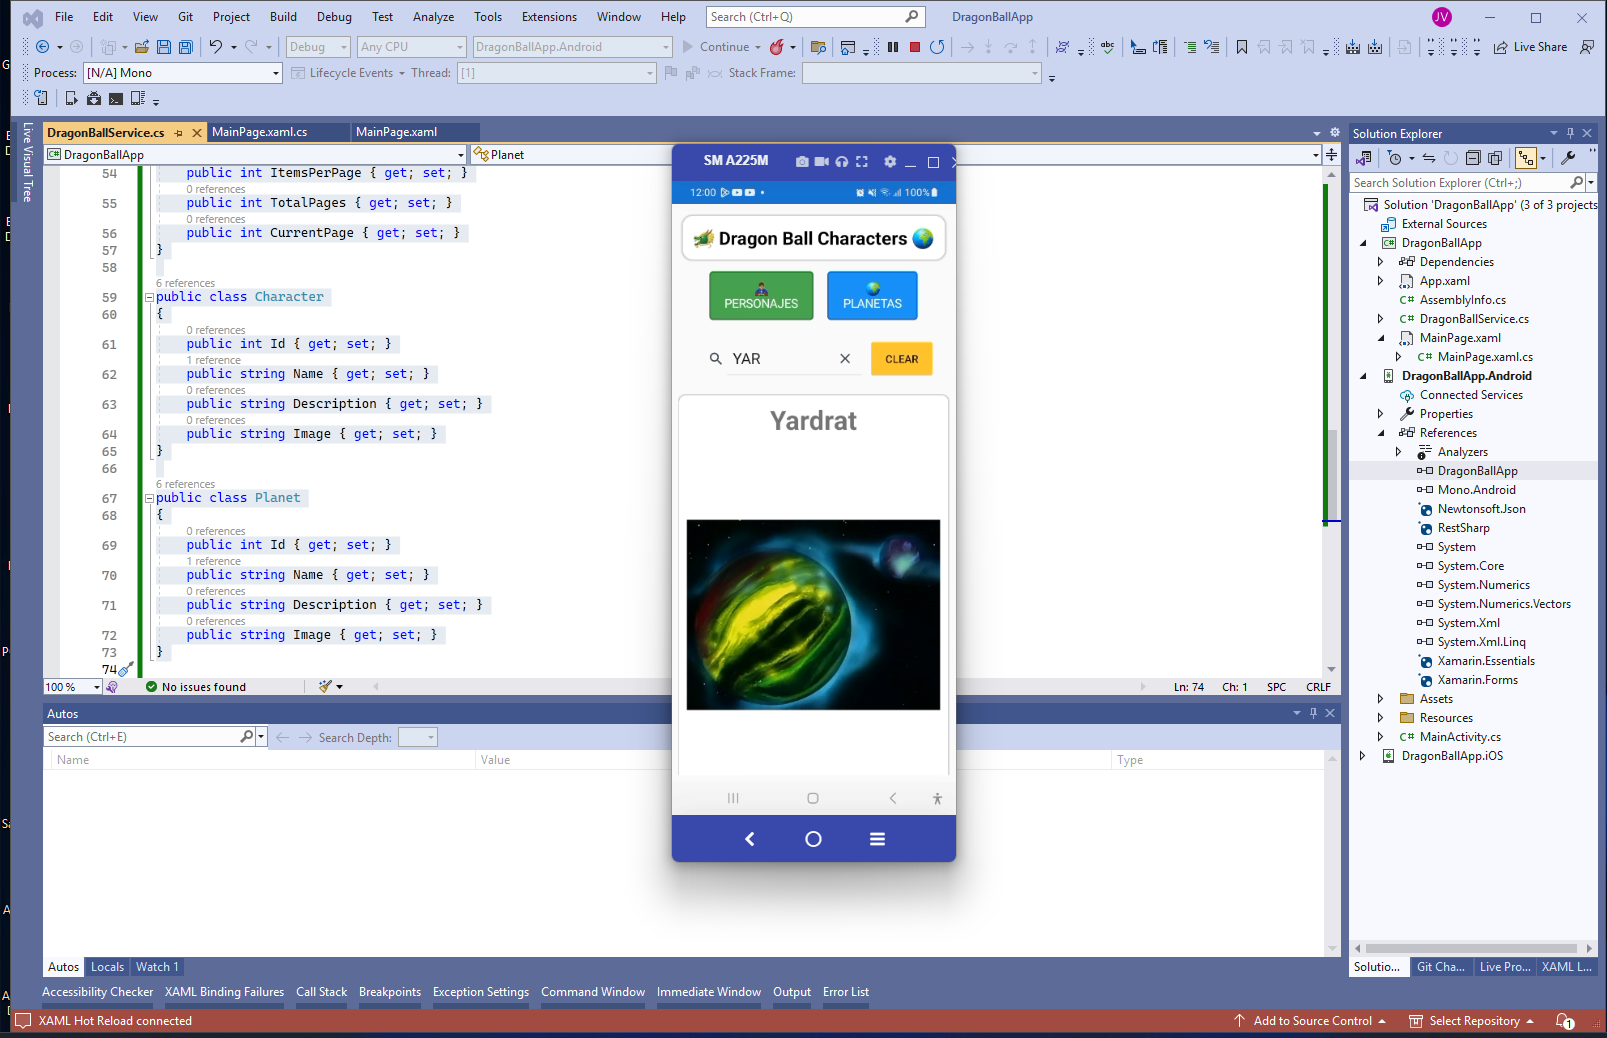 File Edit View Git Project Build Debug Test Analyze Tools Extensions Window Help Search (Ctrl+Q) DragonBallApp JV
Debug Any CPU DragonBallApp.Android Continue Live Share
Process: [N/A] Mono Lifecycle Events Thread: [1] Stack Frame:
Live Visual Tree
DragonBallService.cs MainPage.xaml.cs MainPage.xaml
DragonBallApp Planet
54 public int ItemsPerPage { get; set; }
0 references
55 public int TotalPages { get; set; }
0 references
56 public int CurrentPage { get; set; }
57 }
58
6 references
59 public class Character
60 {
0 references
61 public int Id { get; set; }
1 reference
62 public string Name { get; set; }
0 references
63 public string Description { get; set; }
0 references
64 public string Image { get; set; }
65 }
66
6 references
67 public class Planet
68 {
0 references
69 public int Id { get; set; }
1 reference
70 public string Name { get; set; }
0 references
71 public string Description { get; set; }
0 references
72 public string Image { get; set; }
73 }
74
100 % No issues found Ln: 74 Ch: 1 SPC CRLF
SM A225M
12:00 100%
Dragon Ball Characters
PERSONAJES PLANETAS
YAR CLEAR
Yardrat
Autos
Search (Ctrl+E) Search Depth:
Name Value Type
Autos Locals Watch 1
Accessibility Checker XAML Binding Failures Call Stack Breakpoints Exception Settings Command Window Immediate Window Output Error List
XAML Hot Reload connected Add to Source Control Select Repository 1
Solution Explorer
Search Solution Explorer (Ctrl+;)
Solution 'DragonBallApp' (3 of 3 projects
External Sources
DragonBallApp
Dependencies
App.xaml
AssemblyInfo.cs
DragonBallService.cs
MainPage.xaml
MainPage.xaml.cs
DragonBallApp.Android
Connected Services
Properties
References
Analyzers
DragonBallApp
Mono.Android
Newtonsoft.Json
RestSharp
System
System.Core
System.Numerics
System.Numerics.Vectors
System.Xml
System.Xml.Linq
Xamarin.Essentials
Xamarin.Forms
Assets
Resources
MainActivity.cs
DragonBallApp.iOS
Solutio... Git Cha... Live Pro... XAML L...